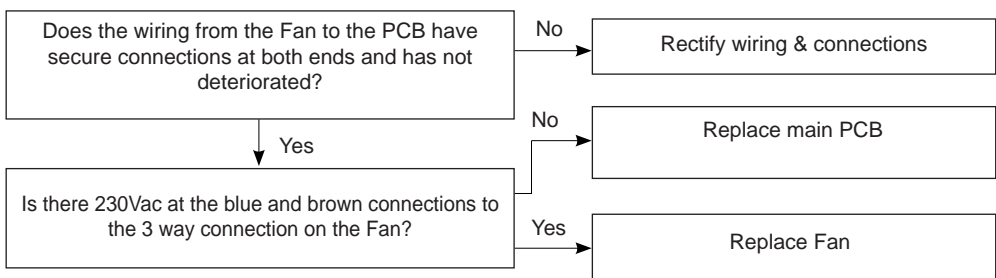 Does the wiring from the Fan to the PCB have
secure connections at both ends and has not
deteriorated?
No
Rectify wiring & connections
Yes
No
Replace main PCB
Is there 230Vac at the blue and brown connections to
the 3 way connection on the Fan?
Yes
Replace Fan